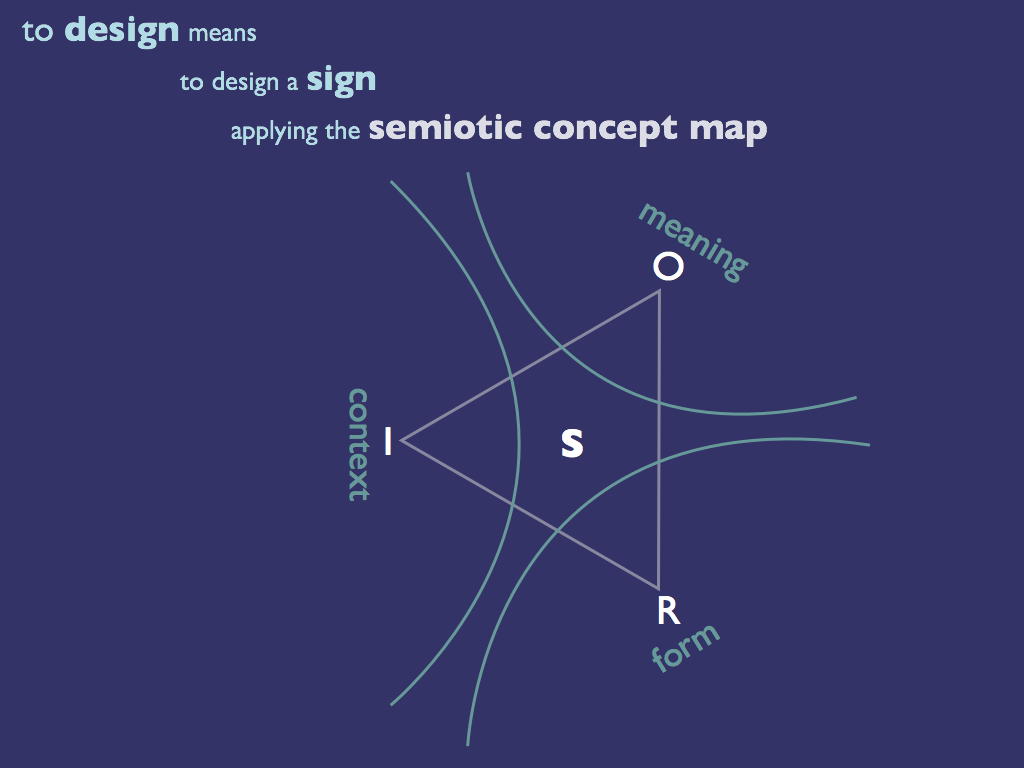 to design means
to design a sign
applying the semiotic concept map
meaning
O
context
I
S
R
form